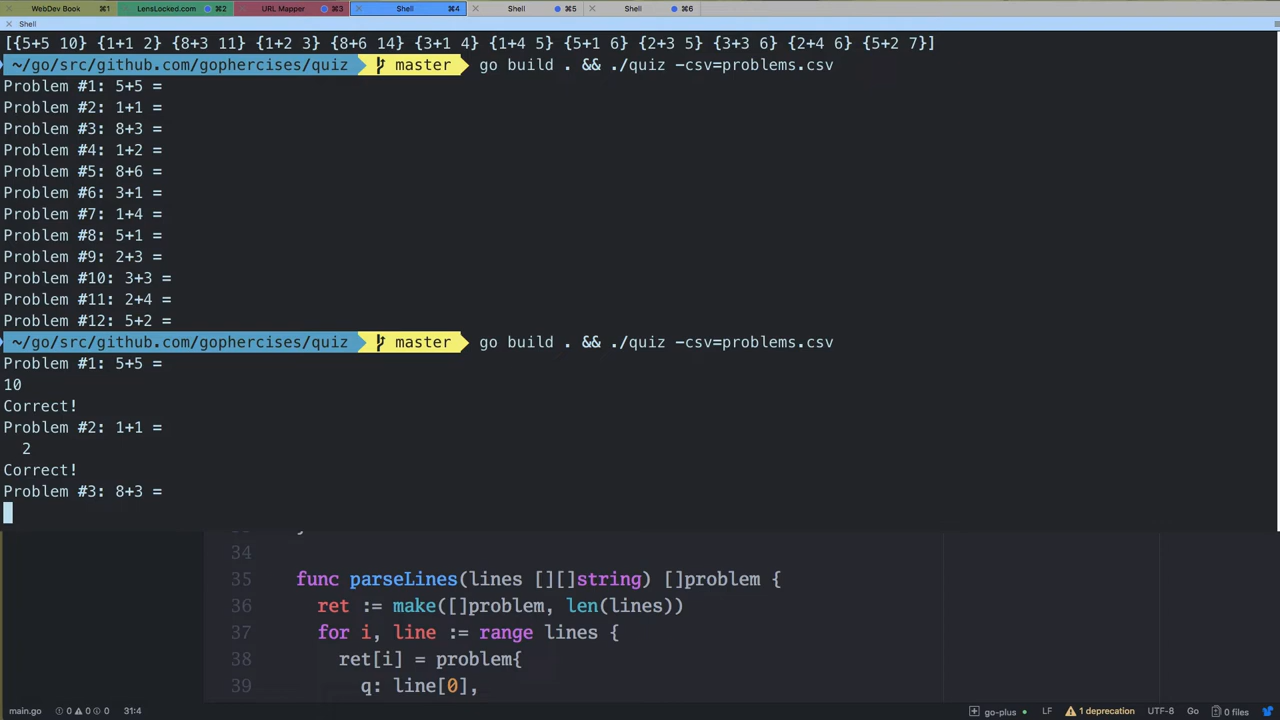 WebDev Book ⌘1 LensLocked.com ⌘2 URL Mapper ⌘3 Shell ⌘4 Shell ⌘5 Shell ⌘6
Shell
[{5+5 10} {1+1 2} {8+3 11} {1+2 3} {8+6 14} {3+1 4} {1+4 5} {5+1 6} {2+3 5} {3+3 6} {2+4 6} {5+2 7}]
~/go/src/github.com/gophercises/quiz master go build . && ./quiz -csv=problems.csv
Problem #1: 5+5 =
Problem #2: 1+1 =
Problem #3: 8+3 =
Problem #4: 1+2 =
Problem #5: 8+6 =
Problem #6: 3+1 =
Problem #7: 1+4 =
Problem #8: 5+1 =
Problem #9: 2+3 =
Problem #10: 3+3 =
Problem #11: 2+4 =
Problem #12: 5+2 =
~/go/src/github.com/gophercises/quiz master go build . && ./quiz -csv=problems.csv
Problem #1: 5+5 =
10
Correct!
Problem #2: 1+1 =
2
Correct!
Problem #3: 8+3 =
34
35 func parseLines(lines [][]string) []problem {
36 ret := make([]problem, len(lines))
37 for i, line := range lines {
38 ret[i] = problem{
39 q: line[0],
main.go 0 0 0 31:4 go-plus LF 1 deprecation UTF-8 Go 0 files